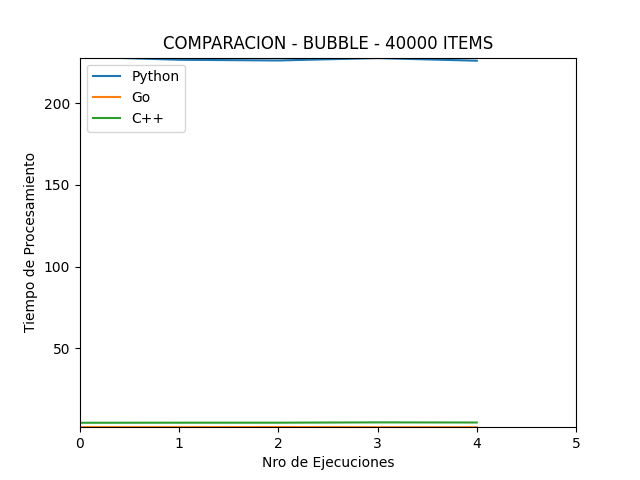 COMPARACION - BUBBLE - 40000 ITEMS
Python
Go
C++
Tiempo de Procesamiento
200
150
100
50
0 1 2 3 4 5
Nro de Ejecuciones